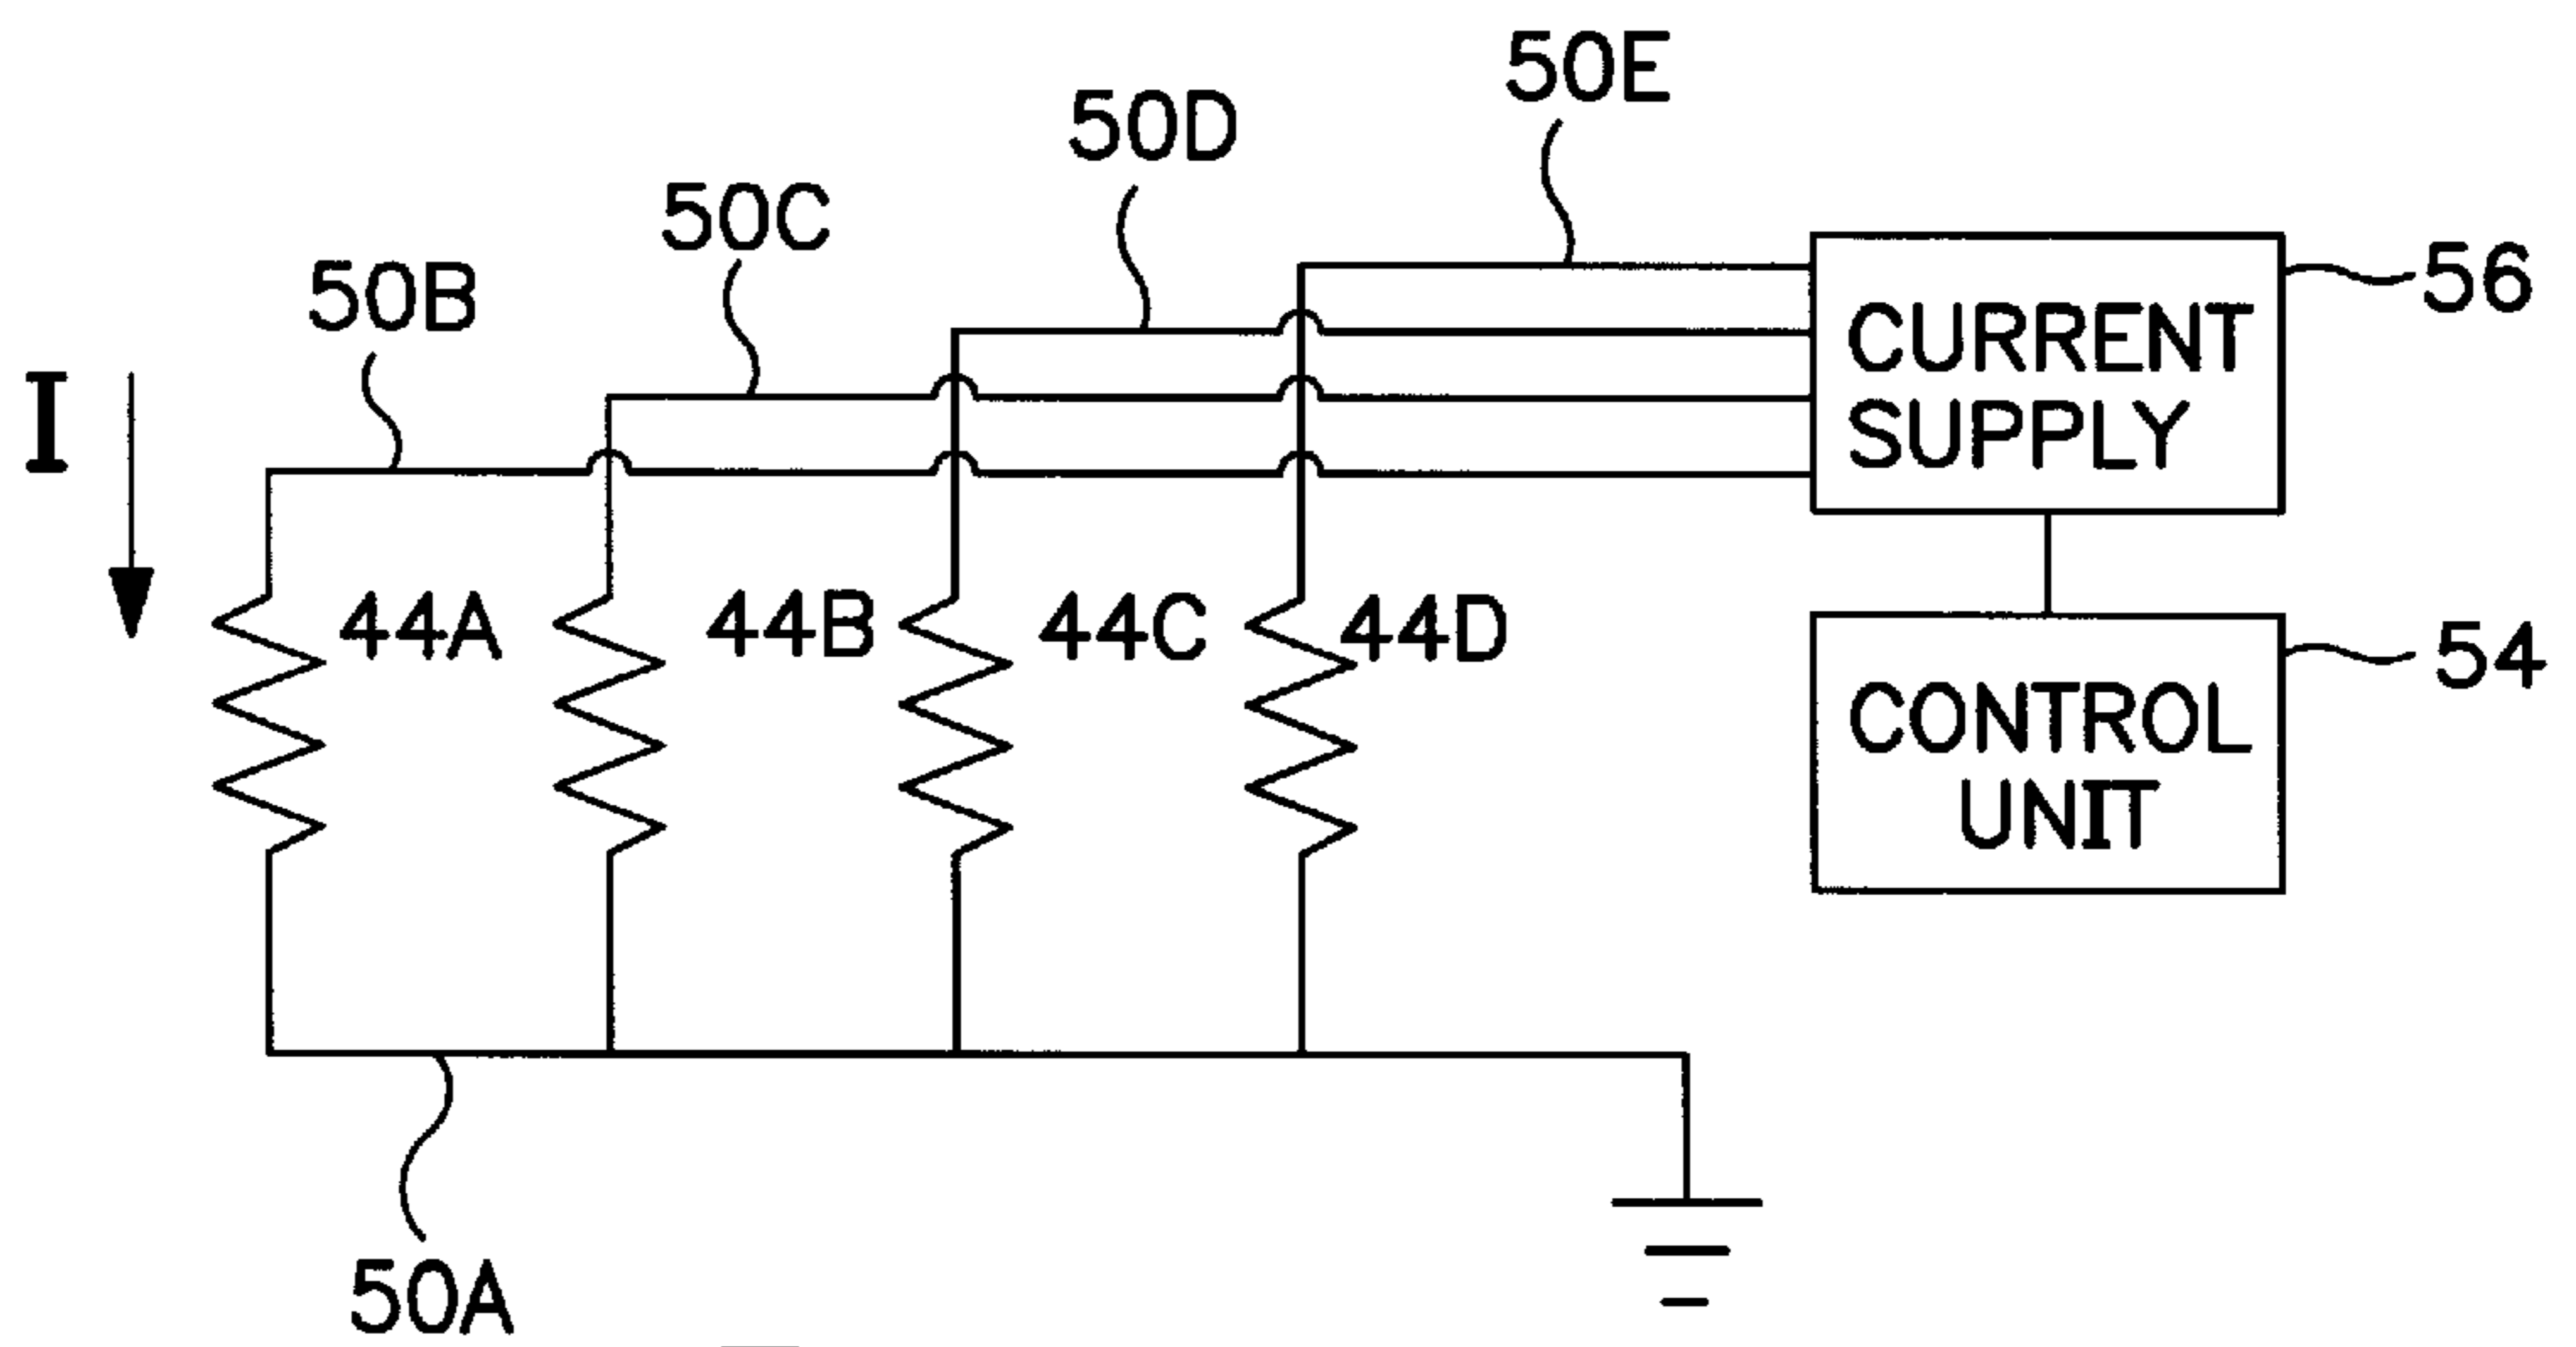 50E
50D
50C
50B
56
CURRENT
SUPPLY
I
44A
44B
44C
44D
54
CONTROL
UNIT
50A